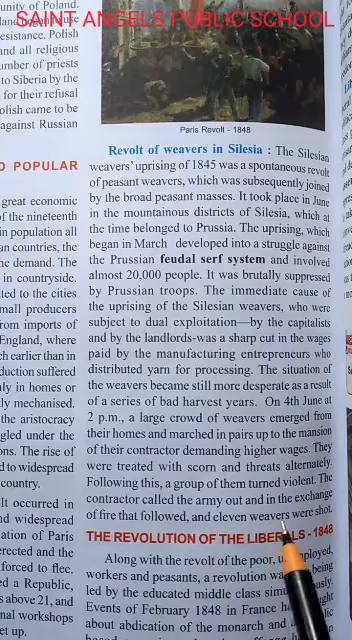 SAINT ANGELS PUBLIC SCHOOL
unity of Poland.
esistance. Polish
and all religious
umber of priests
to Siberia by the
for their refusal
olish came to be
against Russian
POPULAR
great economic
of the nineteenth
in population all
an countries, the
he demand. The
in countryside.
ted to the cities
mall producers
rom imports of
England, where
ch earlier than in
duction suffered
nly in homes or
tly mechanised.
the aristocracy
gled under the
ons. The rise of
d to widespread
country.
lt occurred in
nd widespread
ation of Paris
erected and the
forced to flec.
ed a Republic,
s above 21, and
nal workshops
et up.
Paris Revolt - 1848
Revolt of weavers in Silesia : The Silesian
weavers' uprising of 1845 was a spontaneous revolt
of peasant weavers, which was subsequently joined
by the broad peasant masses. It took place in June
in the mountainous districts of Silesia, which at
the time belonged to Prussia. The uprising, which
began in March developed into a struggle against
the Prussian feudal serf system and involved
almost 20,000 people. It was brutally suppressed
by Prussian troops. The immediate cause of
the uprising of the Silesian weavers, who were
subject to dual exploitation—by the capitalists
and by the landlords-was a sharp cut in the wages
paid by the manufacturing entrepreneurs who
distributed yarn for processing. The situation of
the weavers became still more desperate as a result
of a series of bad harvest years. On 4th June at
2 p.m., a large crowd of weavers emerged from
their homes and marched in pairs up to the mansion
of their contractor demanding higher wages. They
were treated with scorn and threats alternately.
Following this, a group of them turned violent. The
contractor called the army out and in the exchange
of fire that followed, and eleven weavers were shot.
THE REVOLUTION OF THE LIBERALS - 1848
Along with the revolt of the poor,
workers and peasants, a revolution was being
led by the educated middle class
Events of February 1848 in France
about abdication of the monarch and a